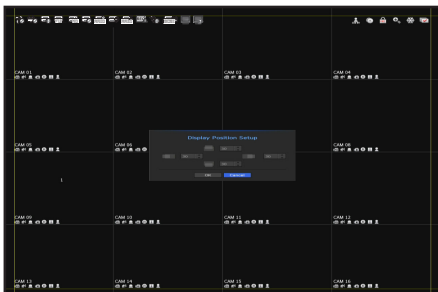 CAM 01
CAM 02
CAM 03
CAM 04
CAM 05
CAM 06
CAM 08
Display Position Setup
OK
Cancel
CAM 09
CAM 10
CAM 11
CAM 12
CAM 13
CAM 14
CAM 15
CAM 16